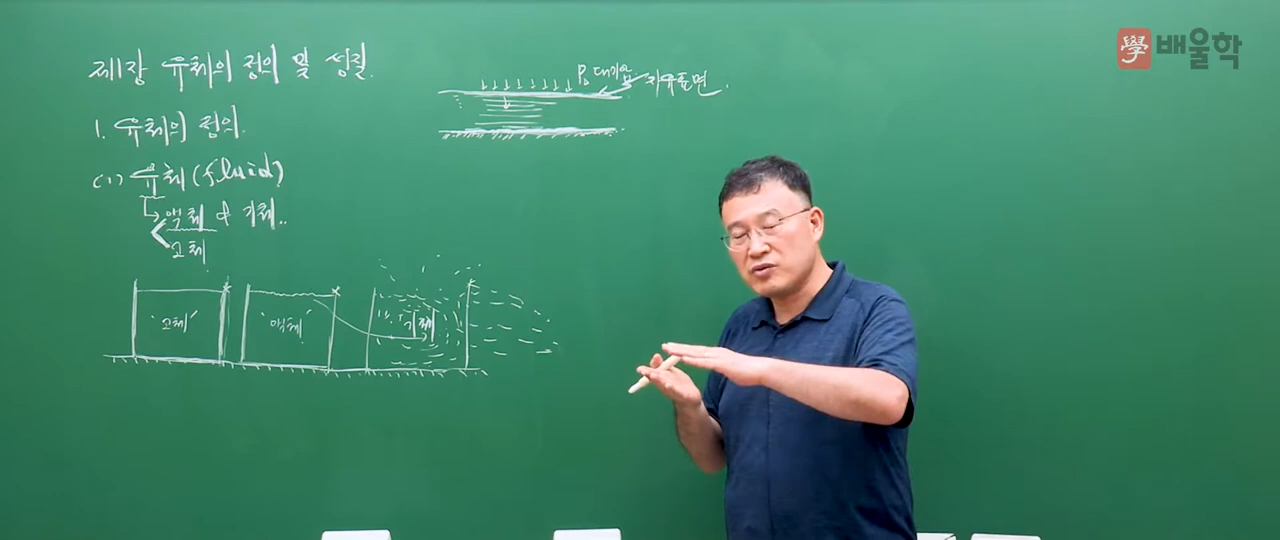 제1장 유체의 정의 및 성질.
1. 유체의 정의.
(1) 유체(fluid)
액체 & 기체..
고체
P₀ 대기압
자유표면.
"고체"
"액체"
기체
學 배울학